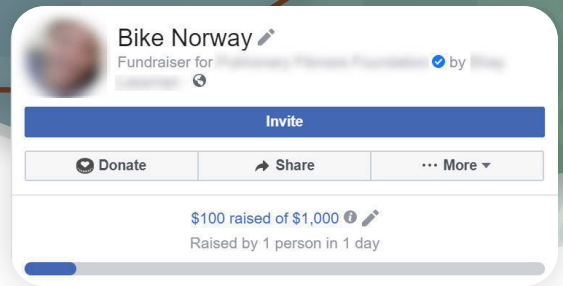 Bike Norway
Fundraiser for by
Invite
Donate
Share
··· More
$100 raised of $1,000
Raised by 1 person in 1 day